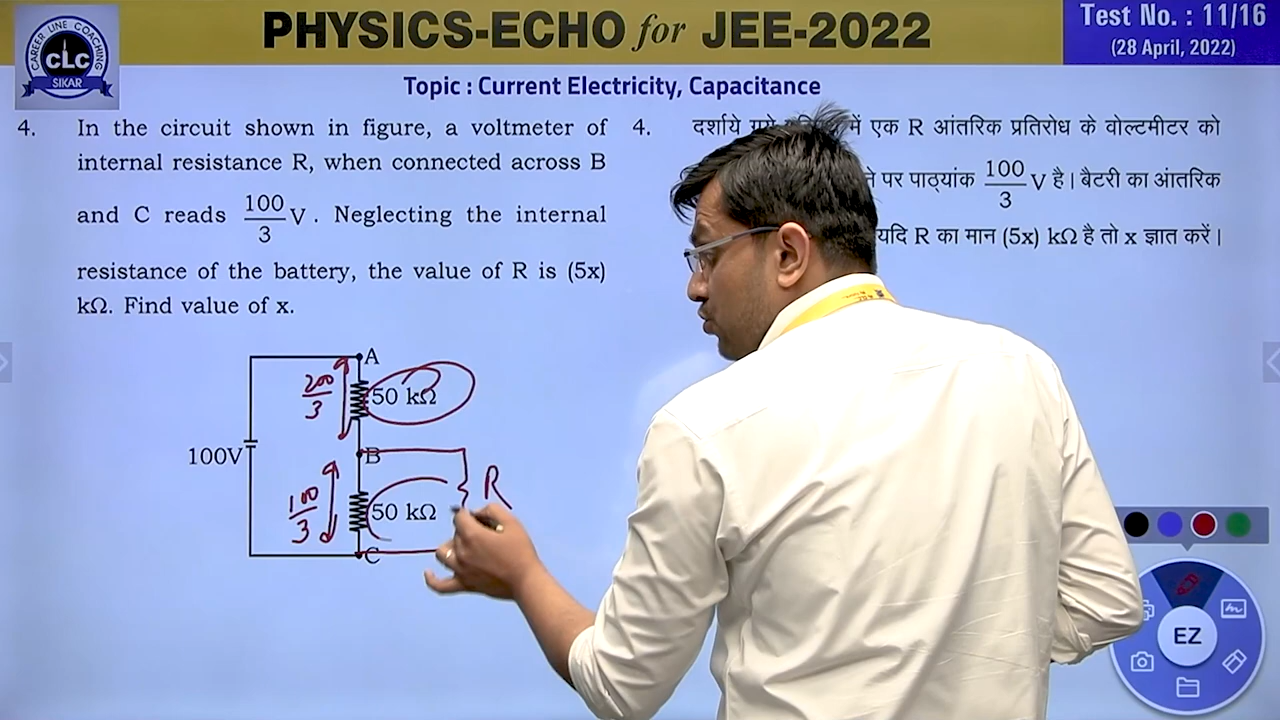 CAREER LINE COACHING
CLC
SIKAR
PHYSICS-ECHO for JEE-2022
Test No. : 11/16
(28 April, 2022)
Topic : Current Electricity, Capacitance
4. In the circuit shown in figure, a voltmeter of
internal resistance R, when connected across B
and C reads 100/3 V. Neglecting the internal
resistance of the battery, the value of R is (5x)
kΩ. Find value of x.
4. दर्शाये गये में एक R आंतरिक प्रतिरोध के वोल्टमीटर को
पर पाठ्यांक 100/3 V है। बैटरी का आंतरिक
यदि R का मान (5x) kΩ है तो x ज्ञात करें।
A
200/3
50 kΩ
100V
B
100/3
50 kΩ
R
C
EZ